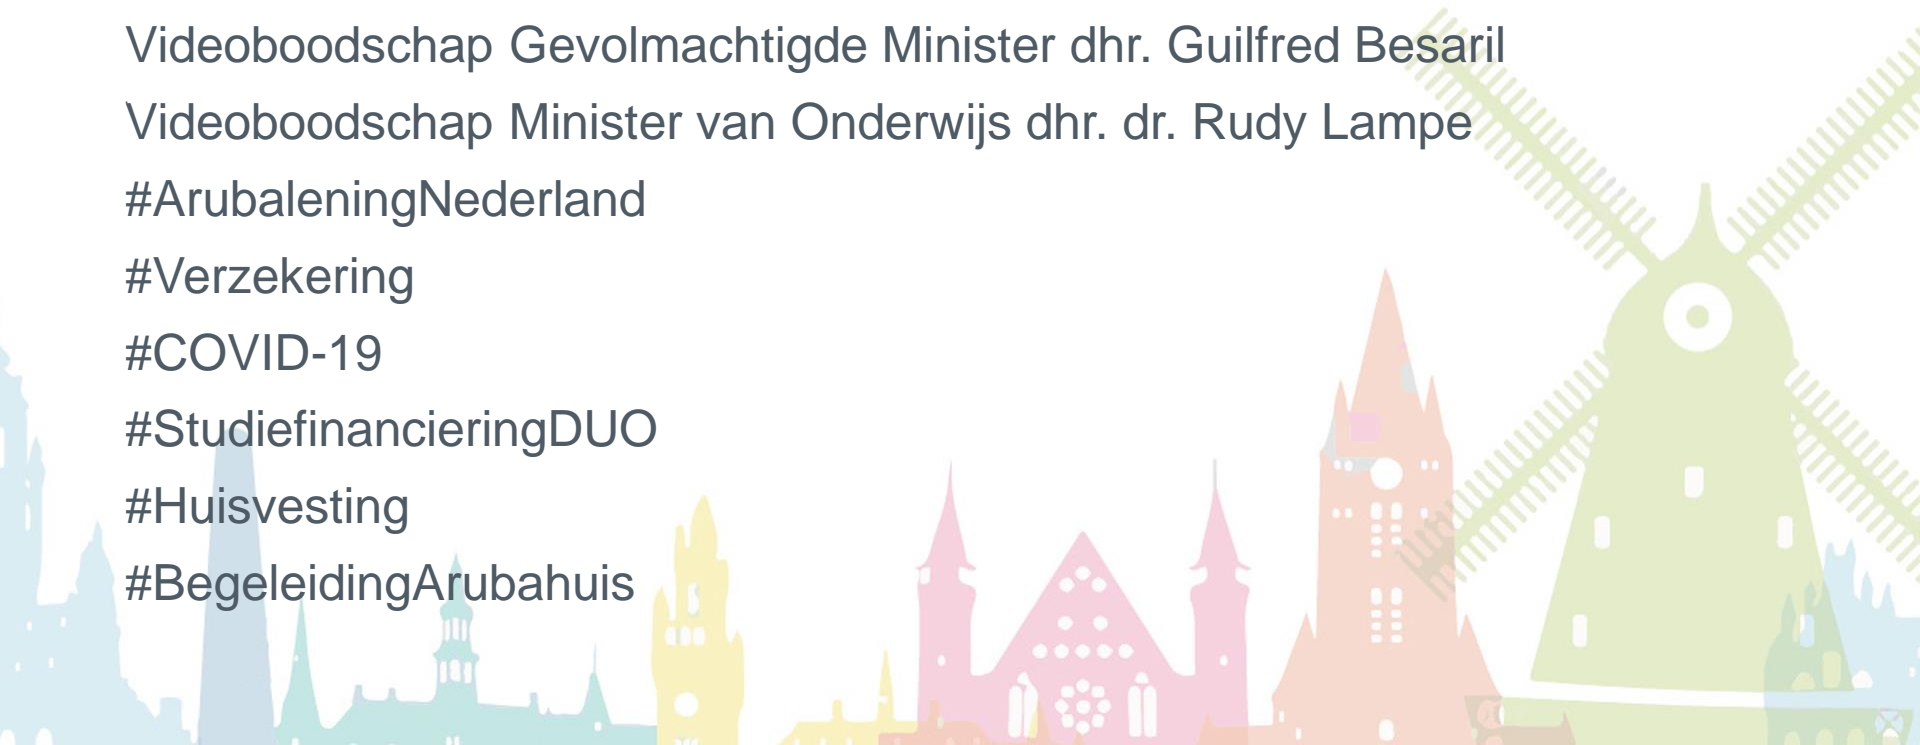 Videoboodschap Gevolmachtigde Minister dhr. Guilfred Besaril
Videoboodschap Minister van Onderwijs dhr. dr. Rudy Lampe
#ArubaleningNederland
#Verzekering
#COVID-19
#StudiefinancieringDUO
#Huisvesting
#BegeleidingArubahuis